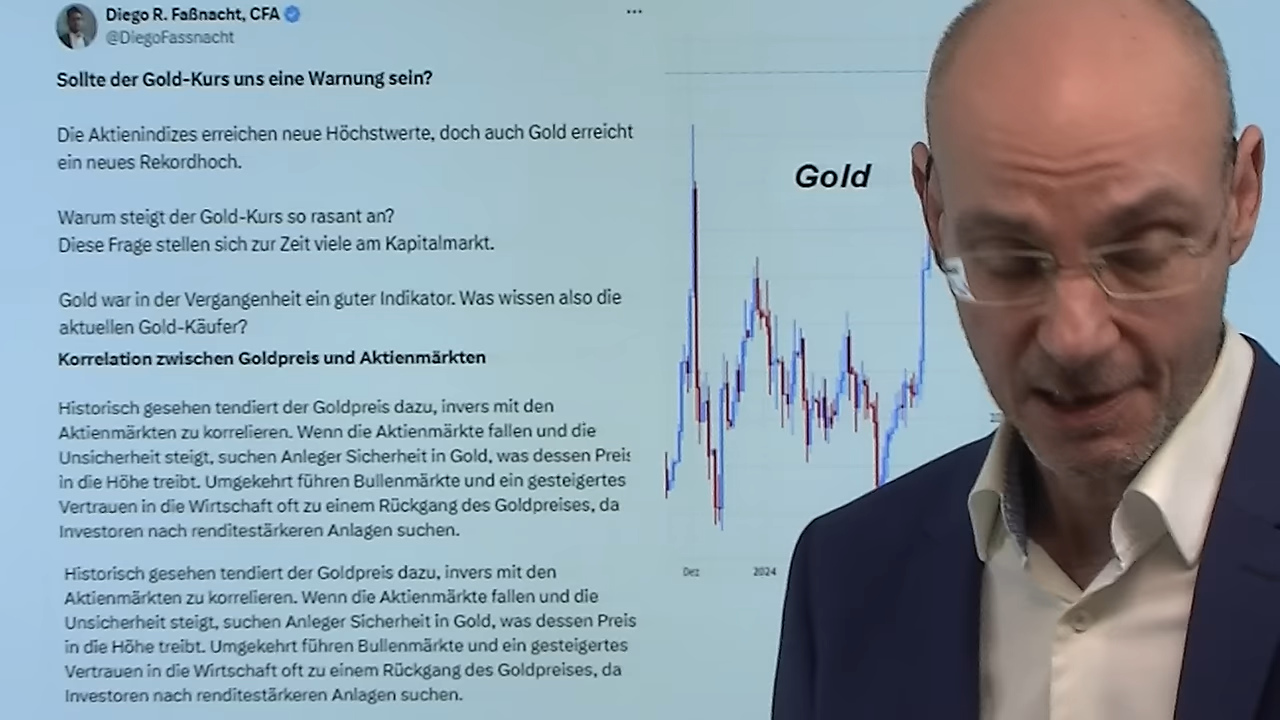 Diego R. Faßnacht, CFA
@DiegoFassnacht
Sollte der Gold-Kurs uns eine Warnung sein?
Die Aktienindizes erreichen neue Höchstwerte, doch auch Gold erreicht
ein neues Rekordhoch.
Warum steigt der Gold-Kurs so rasant an?
Diese Frage stellen sich zur Zeit viele am Kapitalmarkt.
Gold war in der Vergangenheit ein guter Indikator. Was wissen also die
aktuellen Gold-Käufer?
Korrelation zwischen Goldpreis und Aktienmärkten
Historisch gesehen tendiert der Goldpreis dazu, invers mit den
Aktienmärkten zu korrelieren. Wenn die Aktienmärkte fallen und die
Unsicherheit steigt, suchen Anleger Sicherheit in Gold, was dessen Preis
in die Höhe treibt. Umgekehrt führen Bullenmärkte und ein gesteigertes
Vertrauen in die Wirtschaft oft zu einem Rückgang des Goldpreises, da
Investoren nach renditestärkeren Anlagen suchen.
Historisch gesehen tendiert der Goldpreis dazu, invers mit den
Aktienmärkten zu korrelieren. Wenn die Aktienmärkte fallen und die
Unsicherheit steigt, suchen Anleger Sicherheit in Gold, was dessen Preis
in die Höhe treibt. Umgekehrt führen Bullenmärkte und ein gesteigertes
Vertrauen in die Wirtschaft oft zu einem Rückgang des Goldpreises, da
Investoren nach renditestärkeren Anlagen suchen.
Gold
Dez 2024